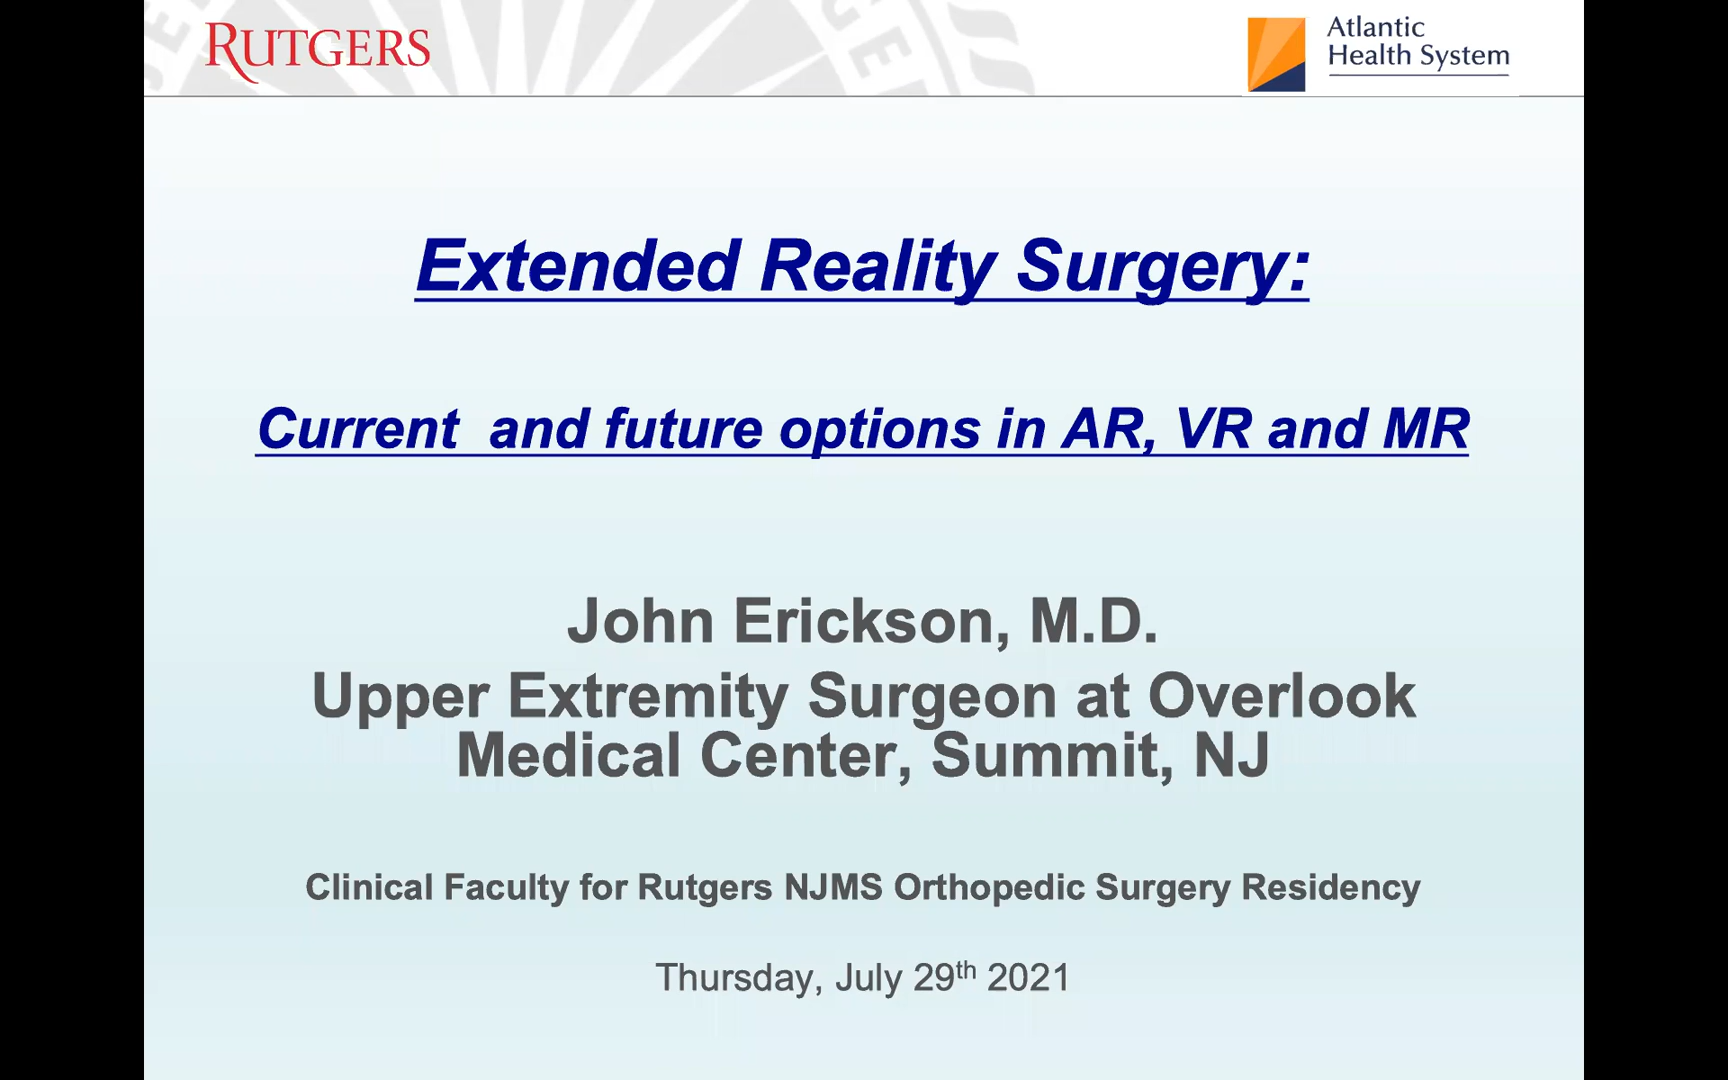 RUTGERS
Atlantic
Health System
Extended Reality Surgery:
Current and future options in AR, VR and MR
John Erickson, M.D.
Upper Extremity Surgeon at Overlook
Medical Center, Summit, NJ
Clinical Faculty for Rutgers NJMS Orthopedic Surgery Residency
Thursday, July 29th 2021